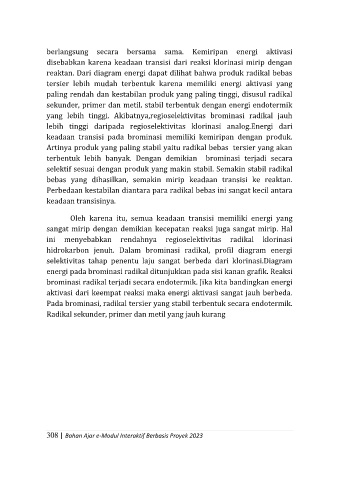 berlangsung secara bersama sama. Kemiripan energi aktivasi
disebabkan karena keadaan transisi dari reaksi klorinasi mirip dengan
reaktan. Dari diagram energi dapat dilihat bahwa produk radikal bebas
tersier lebih mudah terbentuk karena memiliki energi aktivasi yang
paling rendah dan kestabilan produk yang paling tinggi, disusul radikal
sekunder, primer dan metil. stabil terbentuk dengan energi endotermik
yang lebih tinggi. Akibatnya,regioselektivitas brominasi radikal jauh
lebih tinggi daripada regioselektivitas klorinasi analog.Energi dari
keadaan transisi pada brominasi memiliki kemiripan dengan produk.
Artinya produk yang paling stabil yaitu radikal bebas tersier yang akan
terbentuk lebih banyak. Dengan demikian brominasi terjadi secara
selektif sesuai dengan produk yang makin stabil. Semakin stabil radikal
bebas yang dihasilkan, semakin mirip keadaan transisi ke reaktan.
Perbedaan kestabilan diantara para radikal bebas ini sangat kecil antara
keadaan transisinya.
Oleh karena itu, semua keadaan transisi memiliki energi yang
sangat mirip dengan demikian kecepatan reaksi juga sangat mirip. Hal
ini menyebabkan rendahnya regioselektivitas radikal klorinasi
hidrokarbon jenuh. Dalam brominasi radikal, profil diagram energi
selektivitas tahap penentu laju sangat berbeda dari klorinasi.Diagram
energi pada brominasi radikal ditunjukkan pada sisi kanan grafik. Reaksi
brominasi radikal terjadi secara endotermik. Jika kita bandingkan energi
aktivasi dari keempat reaksi maka energi aktivasi sangat jauh berbeda.
Pada brominasi, radikal tersier yang stabil terbentuk secara endotermik.
Radikal sekunder, primer dan metil yang jauh kurang
308 | Bahan Ajar e-Modul Interaktif Berbasis Proyek 2023